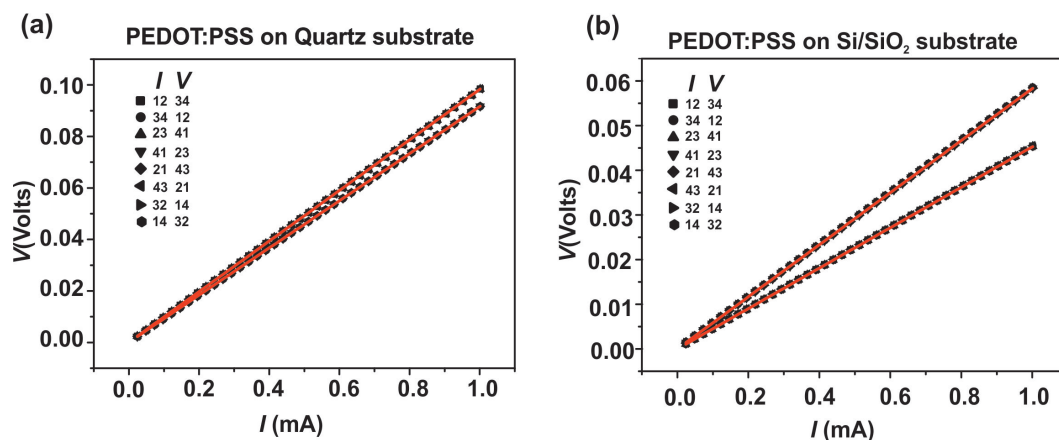 (a)
PEDOT:PSS on Quartz substrate
I V
12 34
34 12
23 41
41 23
21 43
43 21
32 14
14 32
0.10
0.08
0.06
0.04
0.02
0.00
V(Volts)
0.0 0.2 0.4 0.6 0.8 1.0
I (mA)
(b)
PEDOT:PSS on Si/SiO₂ substrate
I V
12 34
34 12
23 41
41 23
21 43
43 21
32 14
14 32
0.06
0.05
0.04
0.03
0.02
0.01
0.00
V(Volts)
0.0 0.2 0.4 0.6 0.8 1.0
I (mA)